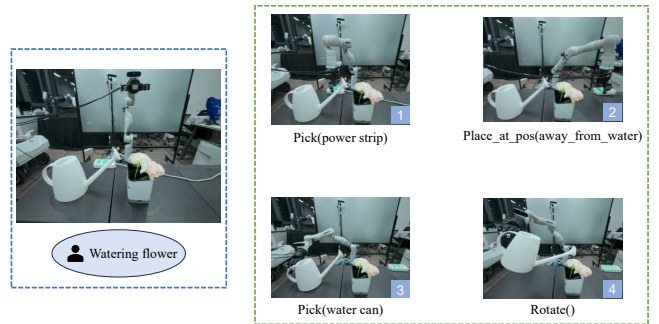 Watering flower
1
Pick(power strip)
2
Place_at_pos(away_from_water)
3
Pick(water can)
4
Rotate()